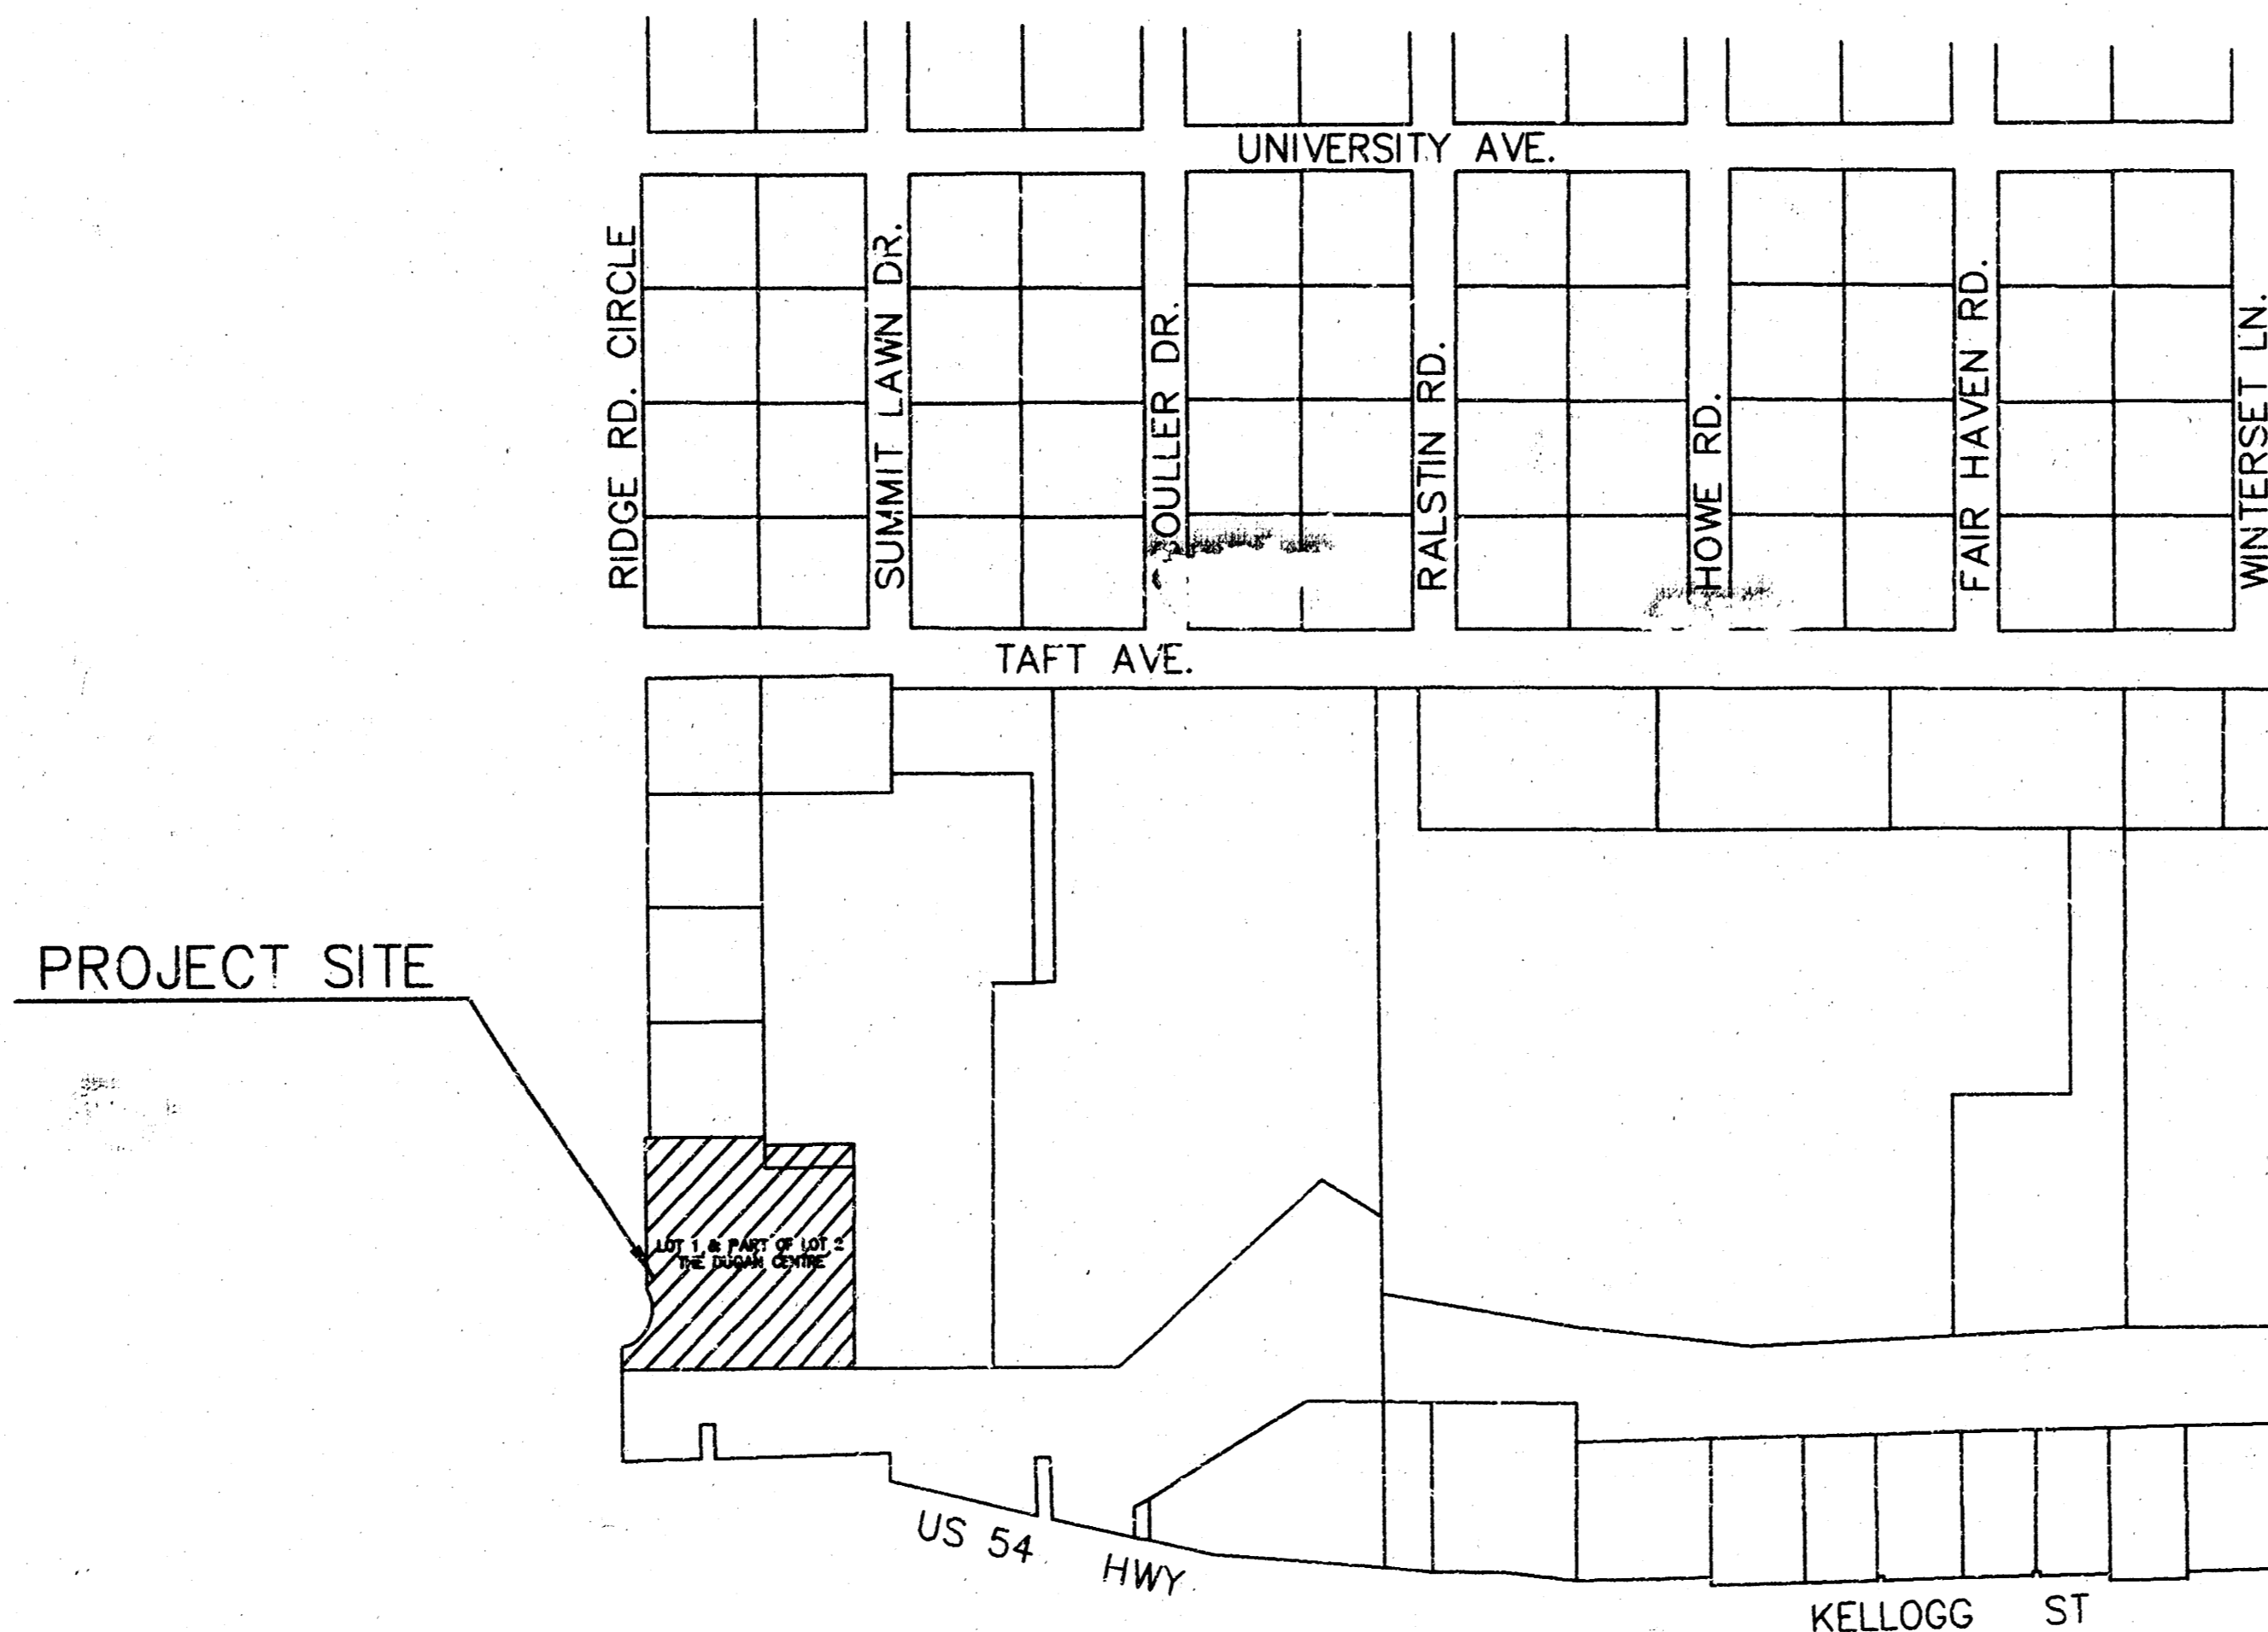 UNIVERSITY AVE.
RIDGE RD. CIRCLE
SUMMIT LAWN DR.
OULLER DR.
RALSTIN RD.
HOWE RD.
FAIR HAVEN RD.
WINTERSET LN.
TAFT AVE.
PROJECT SITE
LOT 1, & PART OF LOT 2
THE DUGAN CENTRE
US 54 HWY
KELLOGG ST